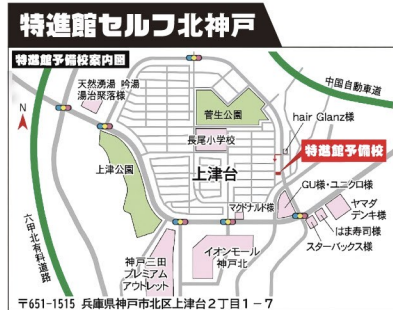 特進館セルフ北神戸
特進館予備校案内図
天然湧湯 吟湯
湯治聚落様
菅生公園
中国自動車道
N
hair Glanz様
長尾小学校
特進館予備校
上津公園
上津台
GU様・ユニクロ様
マクドナルド様
ヤマダ
デンキ様
はま寿司様
スターバックス様
六甲北有料道路
神戸三田
プレミアム
アウトレット
イオンモール
神戸北
〒651-1515 兵庫県神戸市北区上津台2丁目1-7